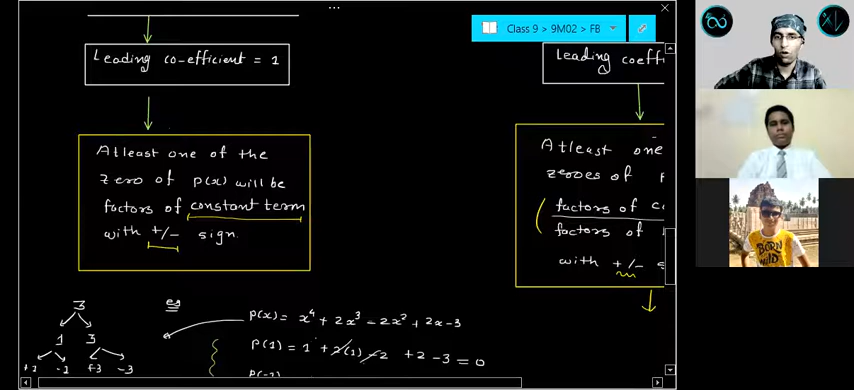 Class 9 > 9M02 > FB
Leading co-efficient = 1
Leading coeffi
Atleast one of the
zero of p(x) will be
factors of constant term
with +/- sign
Atleast one
zeroes of
factors of co
factors of
with +/- s
3
1 3
+1 -1 +3 -3
eg
p(x) = x⁴ + 2x³ - 2x² + 2x - 3
p(1) = 1 + 2(1) - 2 + 2 - 3 = 0
BORN
WILD